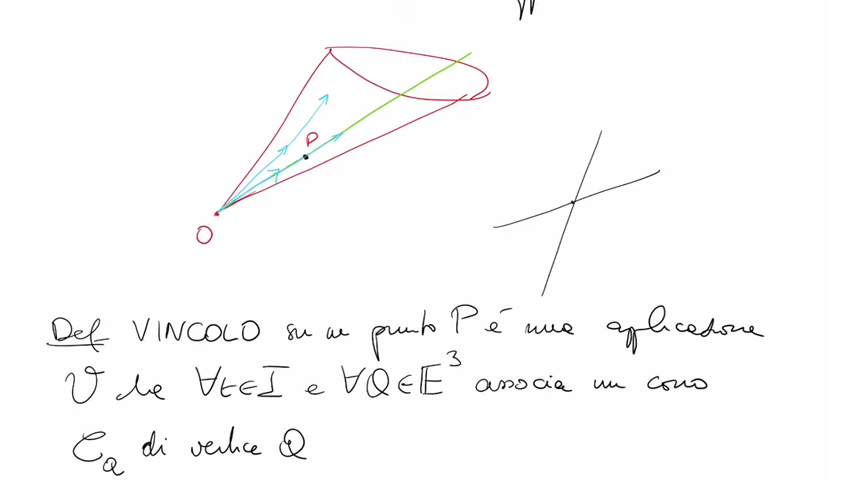 P
O
Def VINCOLO su un punto P è una applicazione
V che ∀t∈I e ∀Q∈E³ associa un cono
C_Q di vertice Q